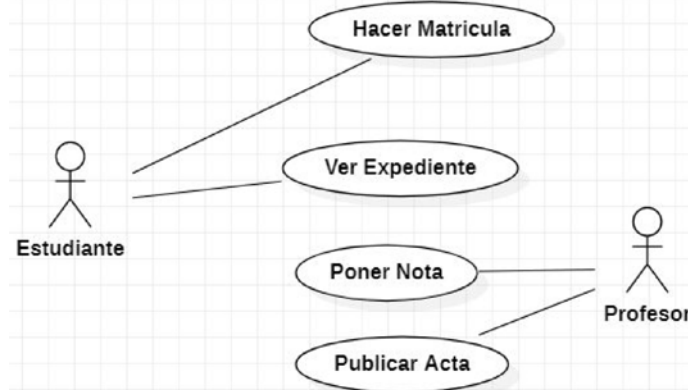 Hacer Matricula
Ver Expediente
Estudiante
Poner Nota
Profesor
Publicar Acta